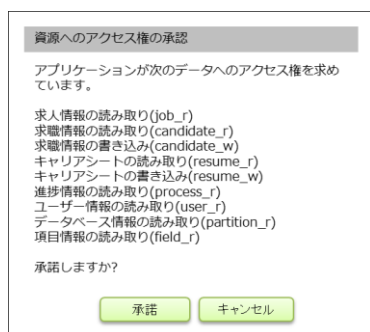 資源へのアクセス権の承認
アプリケーションが次のデータへのアクセス権を求め
ています。
求人情報の読み取り(job_r)
求職情報の読み取り(candidate_r)
求職情報の書き込み(candidate_w)
キャリアシートの読み取り(resume_r)
キャリアシートの書き込み(resume_w)
進捗情報の読み取り(process_r)
ユーザー情報の読み取り(user_r)
データベース情報の読み取り(partition_r)
項目情報の読み取り(field_r)
承諾しますか?
承諾 キャンセル